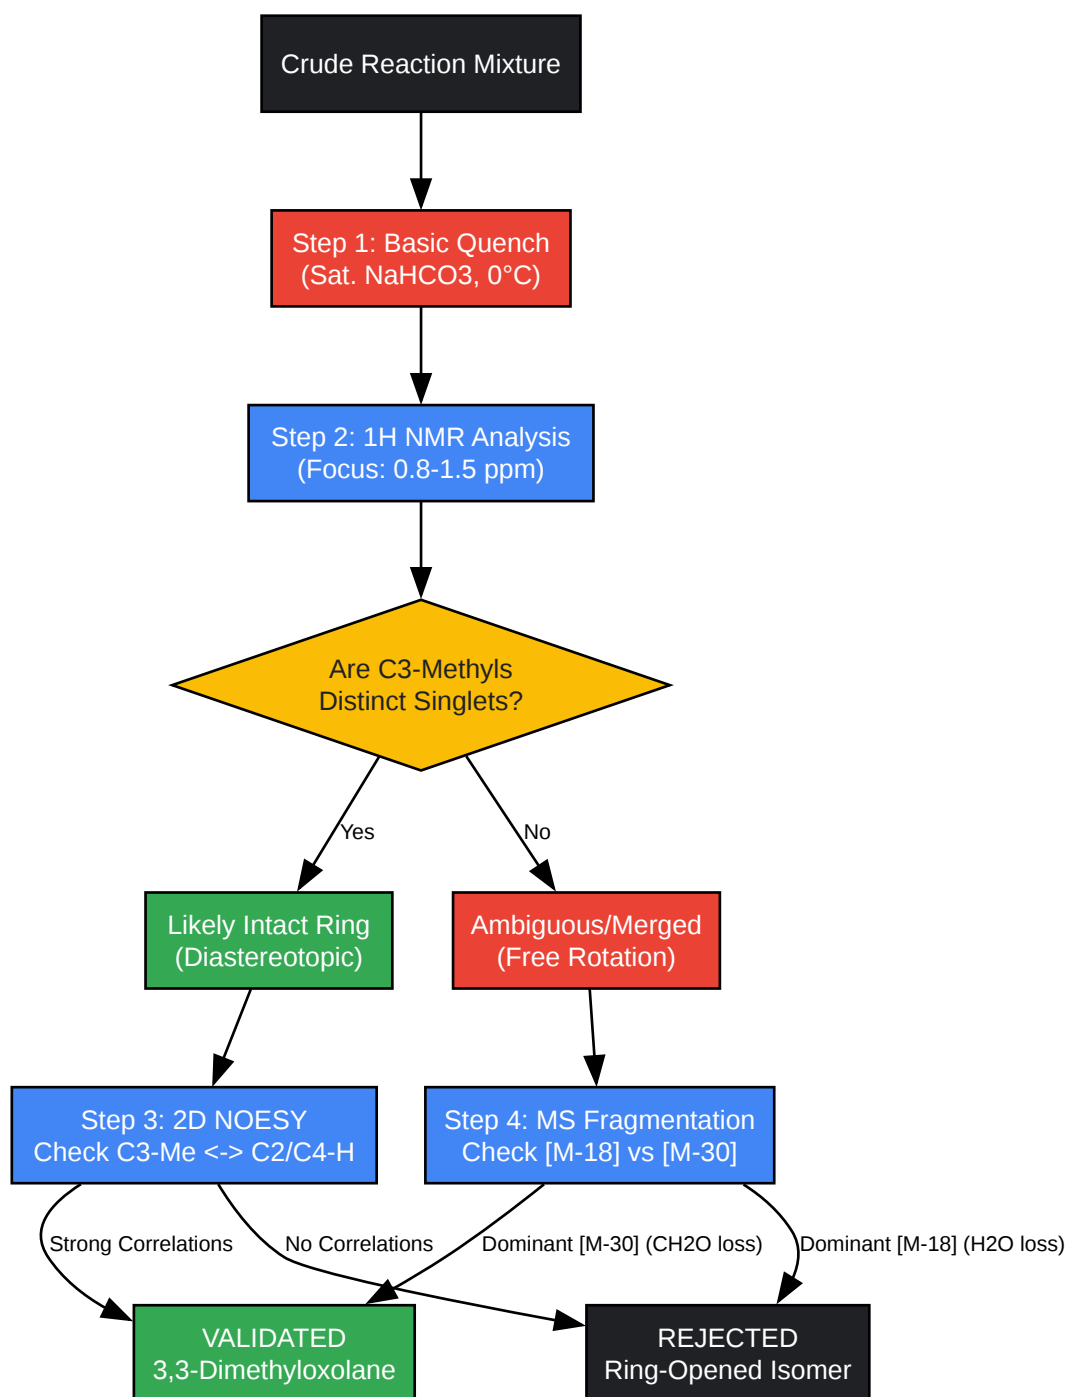 Crude Reaction Mixture
Step 1: Basic Quench
(Sat. NaHCO3, 0°C)
Step 2: 1H NMR Analysis
(Focus: 0.8-1.5 ppm)
Are C3-Methyls
Distinct Singlets?
Yes
No
Likely Intact Ring
(Diastereotopic)
Ambiguous/Merged
(Free Rotation)
Step 3: 2D NOESY
Check C3-Me <-> C2/C4-H
Step 4: MS Fragmentation
Check [M-18] vs [M-30]
Strong Correlations
No Correlations
Dominant [M-30] (CH2O loss)
Dominant [M-18] (H2O loss)
VALIDATED
3,3-Dimethyloxolane
REJECTED
Ring-Opened Isomer